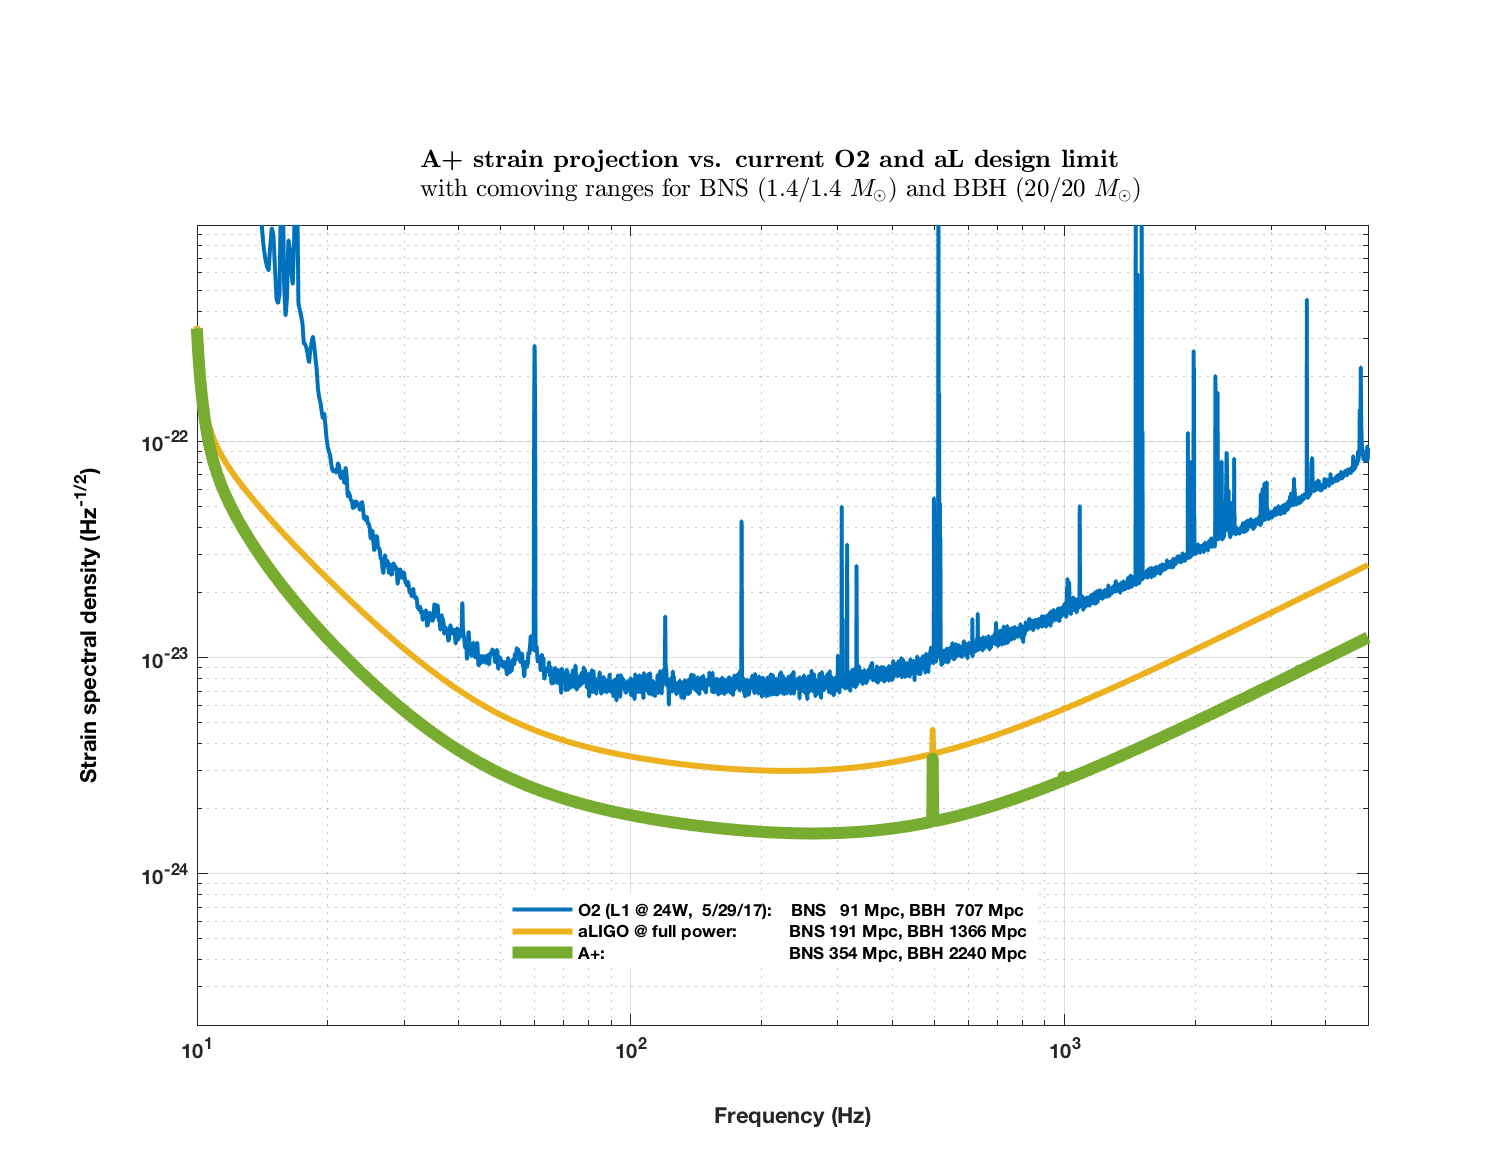 A+ strain projection vs. current O2 and aL design limit
with comoving ranges for BNS (1.4/1.4 M☉) and BBH (20/20 M☉)
Strain spectral density (Hz^-1/2)
10^-22
10^-23
10^-24
O2 (L1 @ 24W, 5/29/17): BNS 91 Mpc, BBH 707 Mpc
aLIGO @ full power: BNS 191 Mpc, BBH 1366 Mpc
A+: BNS 354 Mpc, BBH 2240 Mpc
10^1 10^2 10^3
Frequency (Hz)